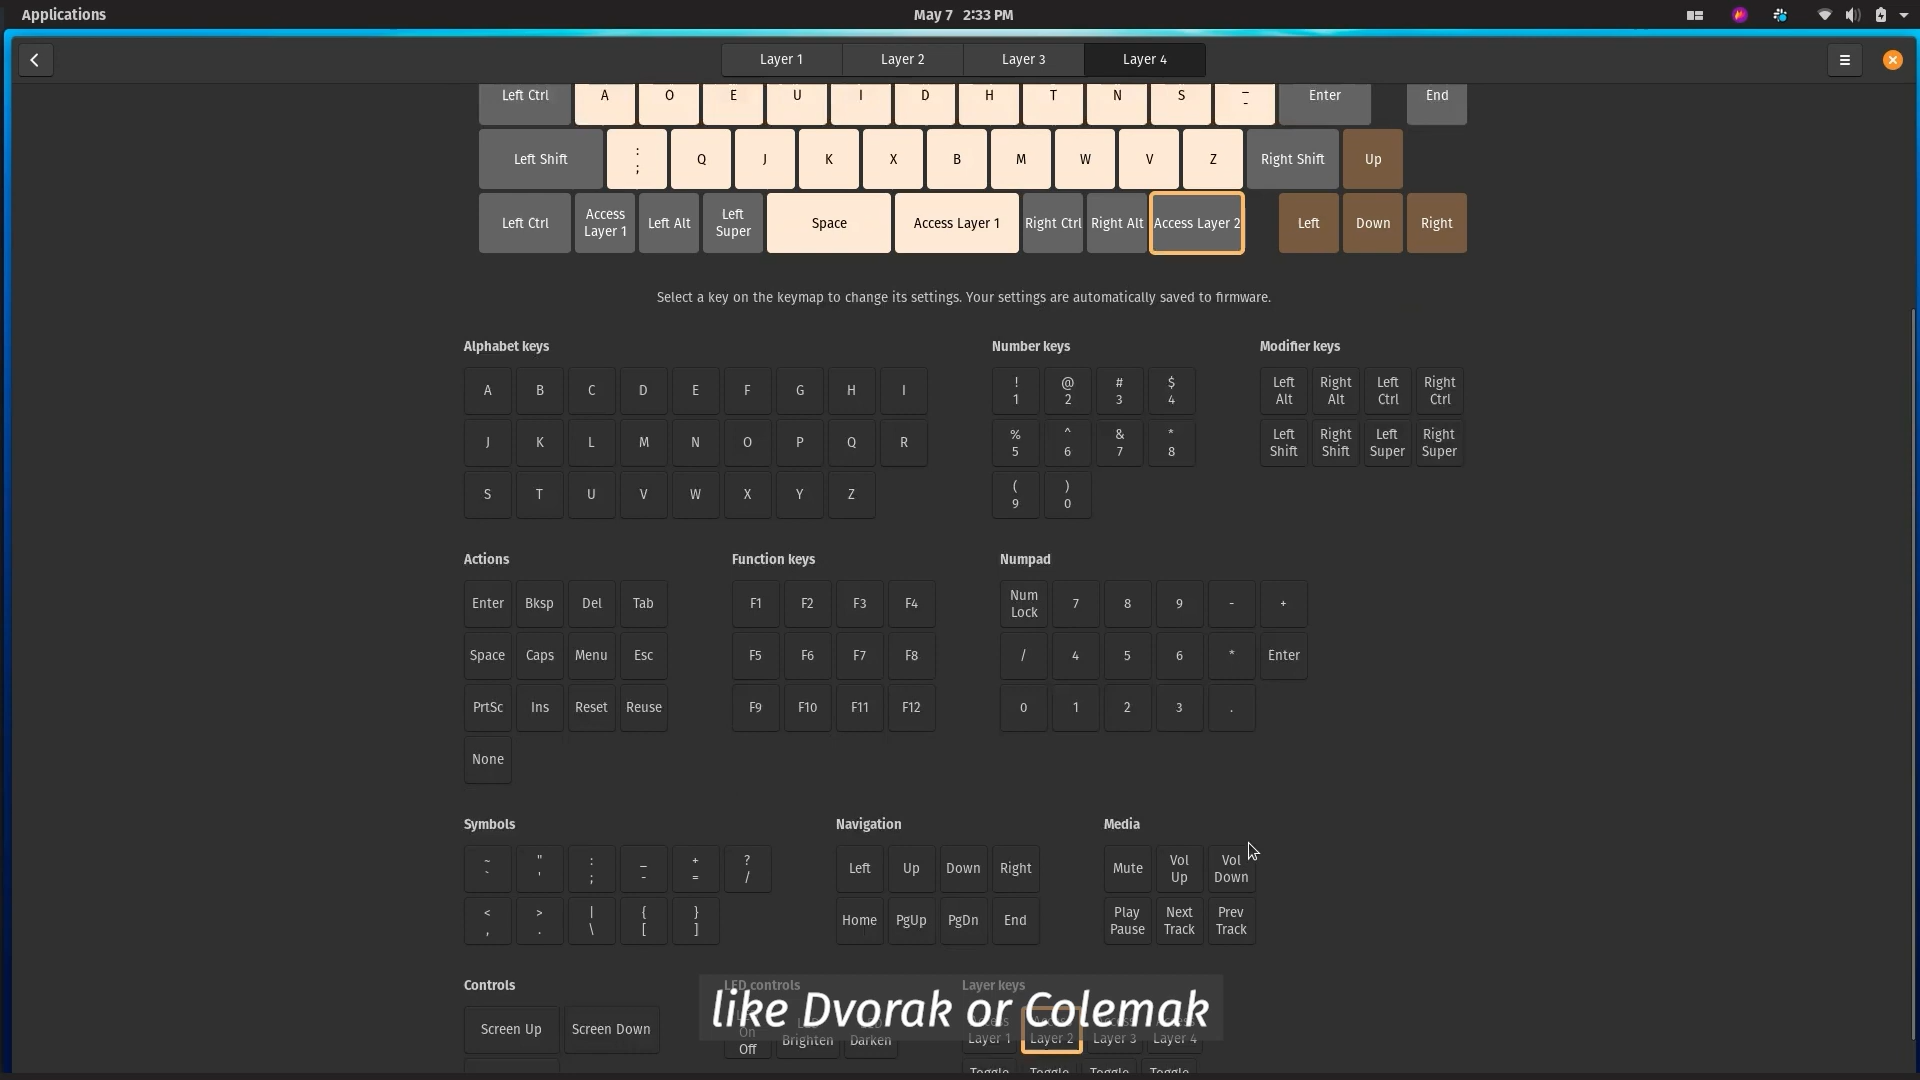 Applications
May 7 2:33 PM
Layer 1 Layer 2 Layer 3 Layer 4
Left Ctrl A O E U I D H T N S _ - Enter End
Left Shift : ; Q J K X B M W V Z Right Shift Up
Left Ctrl Access Layer 1 Left Alt Left Super Space Access Layer 1 Right Ctrl Right Alt Access Layer 2 Left Down Right
Select a key on the keymap to change its settings. Your settings are automatically saved to firmware.
Alphabet keys Number keys Modifier keys
A B C D E F G H I ! 1 @ 2 # 3 $ 4 Left Alt Right Alt Left Ctrl Right Ctrl
J K L M N O P Q R % 5 ^ 6 & 7 * 8 Left Shift Right Shift Left Super Right Super
S T U V W X Y Z ( 9 ) 0
Actions Function keys Numpad
Enter Bksp Del Tab F1 F2 F3 F4 Num Lock 7 8 9 - +
Space Caps Menu Esc F5 F6 F7 F8 / 4 5 6 * Enter
PrtSc Ins Reset Reuse F9 F10 F11 F12 0 1 2 3 .
None
Symbols Navigation Media
~ ` " ' : ; _ - + = ? / Left Up Down Right Mute Vol Up Vol Down
< , > . | \ { [ } ] Home PgUp PgDn End Play Pause Next Track Prev Track
Controls LED controls Layer keys
like Dvorak or Colemak
Screen Up Screen Down On Off Brighten Darken Layer 1 Layer 2 Layer 3 Layer 4
Toggle Toggle Toggle Toggle